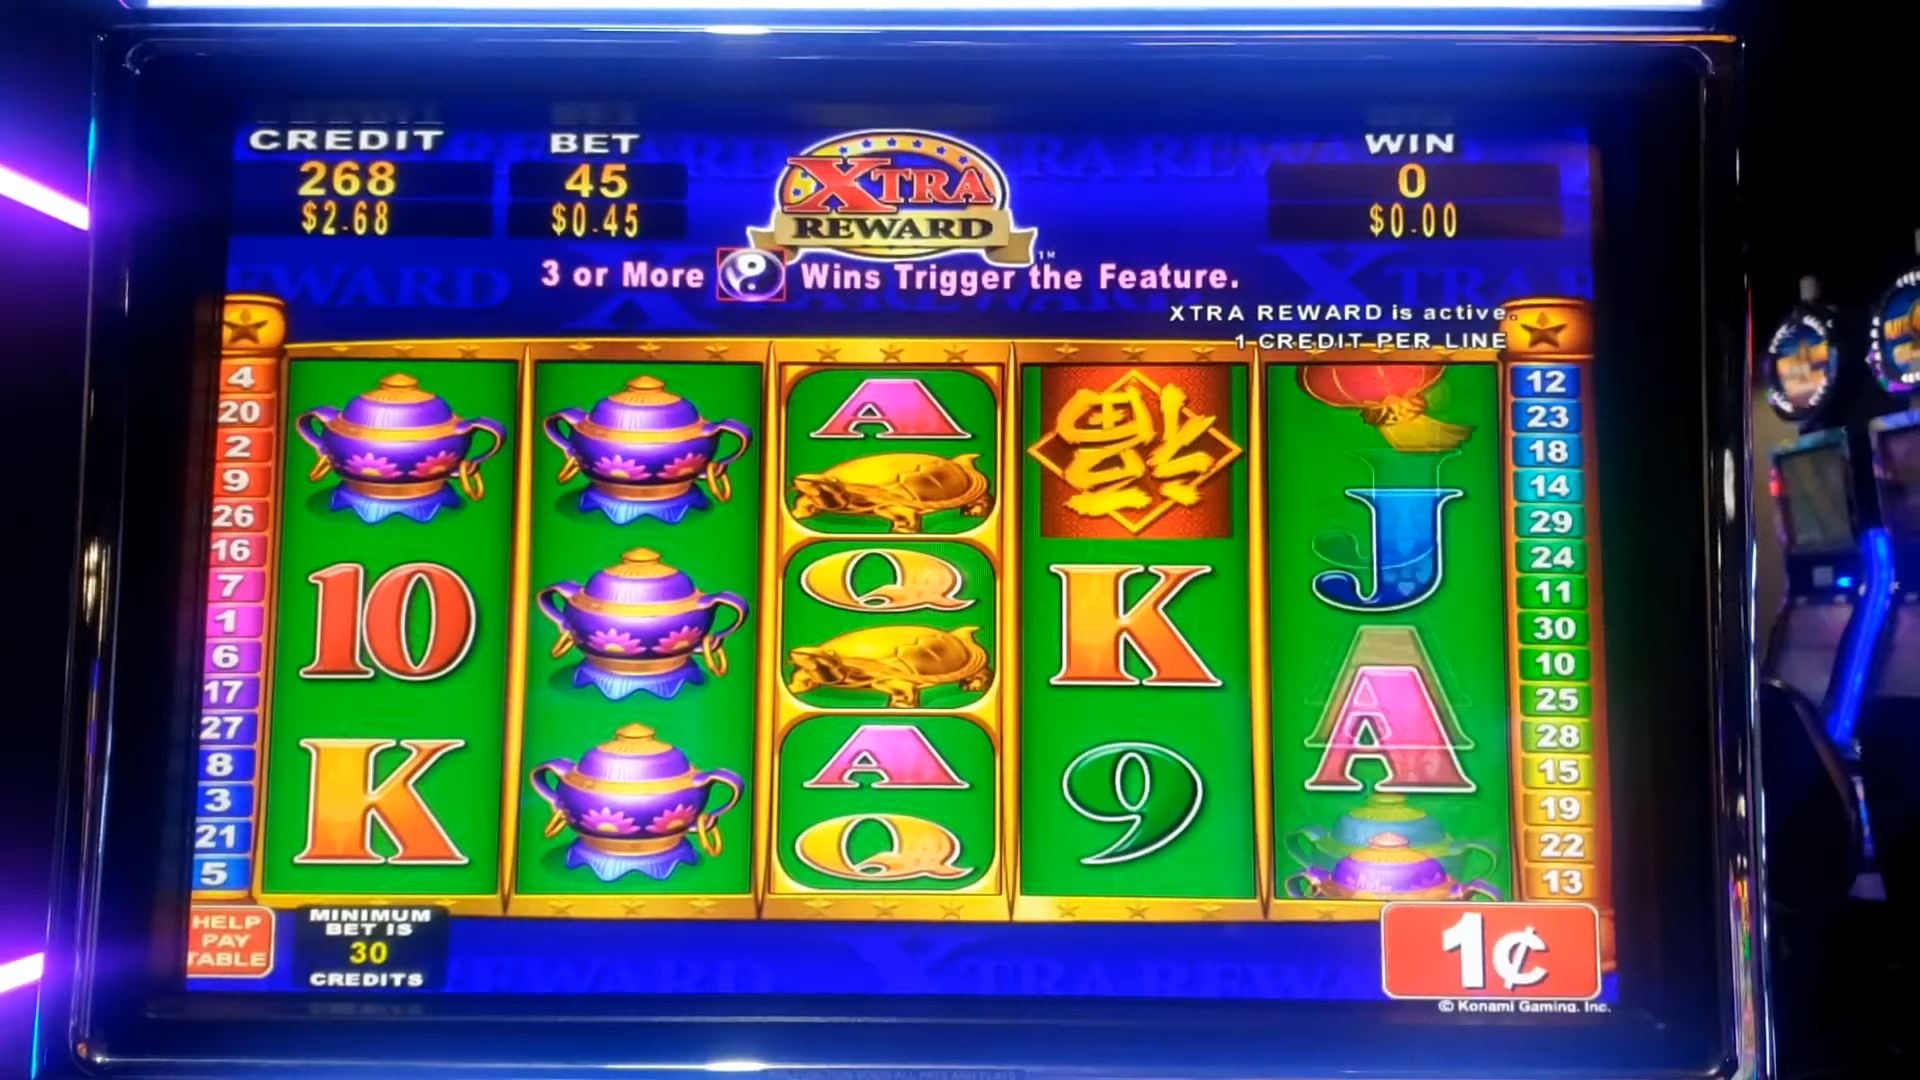 CREDIT
268
$2.68
BET
45
$0.45
XTRA
REWARD
TM
WIN
0
$0.00
3 or More Wins Trigger the Feature.
XTRA REWARD is active.
1 CREDIT PER LINE
4
20
2
9
26
16
7
1
6
17
27
8
3
21
5
10
K
A
Q
A
Q
福
K
9
J
A
12
23
18
14
29
24
11
30
10
25
28
15
19
22
13
HELP
PAY
TABLE
MINIMUM
BET IS
30
CREDITS
1¢
© Konami Gaming, Inc.